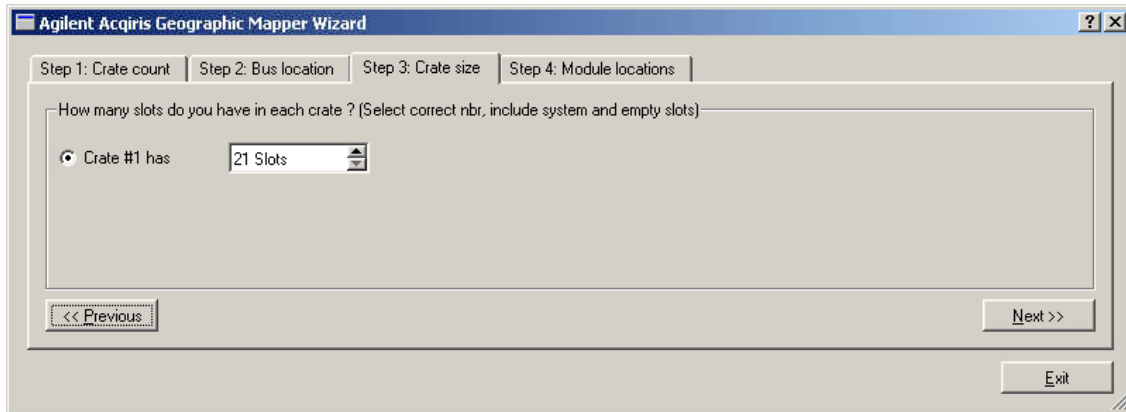 Agilent Acqiris Geographic Mapper Wizard
Step 1: Crate count Step 2: Bus location Step 3: Crate size Step 4: Module locations
How many slots do you have in each crate ? (Select correct nbr, include system and empty slots)
Crate #1 has 21 Slots
<< Previous Next >>
Exit